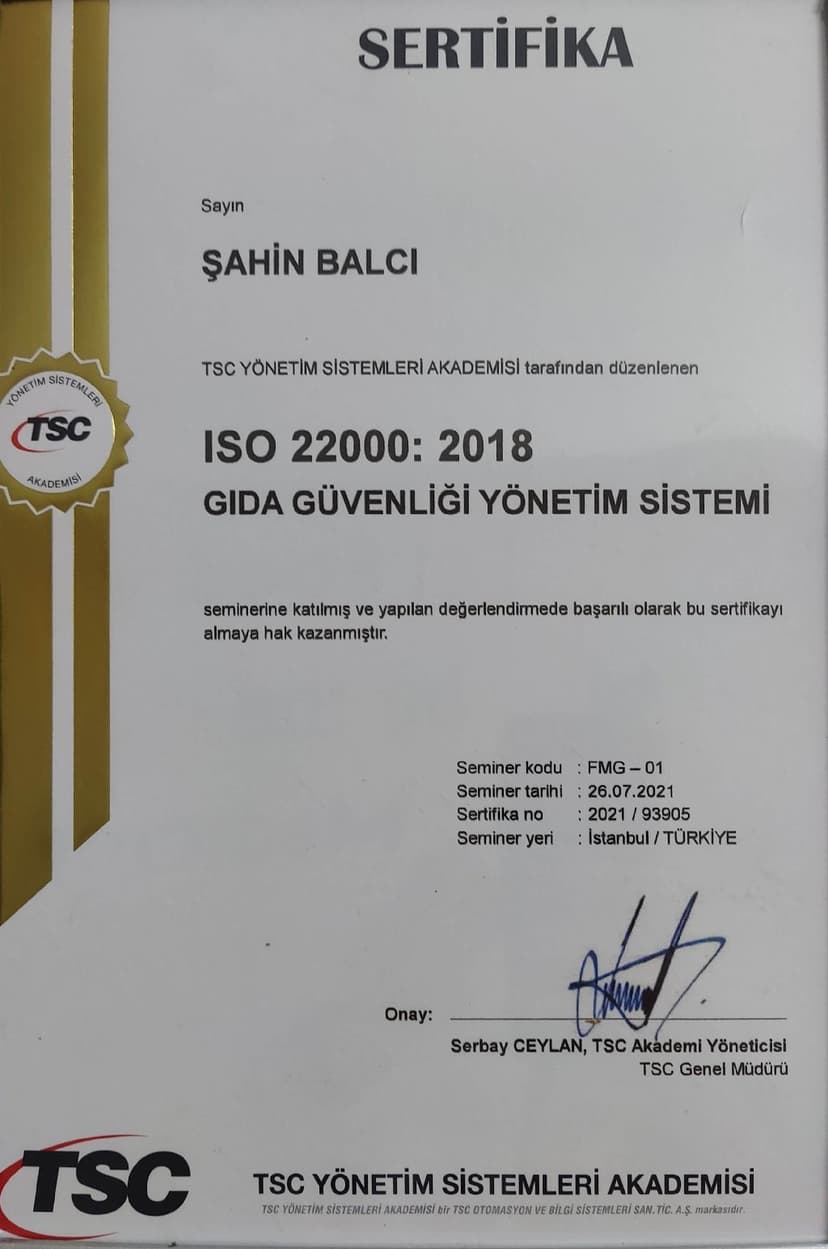 SERTİFİKA
Sayın
ŞAHİN BALCI
TSC YÖNETİM SİSTEMLERİ AKADEMİSİ tarafından düzenlenen
YÖNETİM SİSTEMLERİ
TSC
AKADEMİSİ
ISO 22000: 2018
GIDA GÜVENLİĞİ YÖNETİM SİSTEMİ
seminerine katılmış ve yapılan değerlendirmede başarılı olarak bu sertifikayı
almaya hak kazanmıştır.
Seminer kodu : FMG – 01
Seminer tarihi : 26.07.2021
Sertifika no : 2021 / 93905
Seminer yeri : İstanbul / TÜRKİYE
Onay:
Serbay CEYLAN, TSC Akademi Yöneticisi
TSC Genel Müdürü
TSC
TSC YÖNETİM SİSTEMLERİ AKADEMİSİ
TSC YÖNETİM SİSTEMLERİ AKADEMİSİ bir TSC OTOMASYON VE BİLGİ SİSTEMLERİ SAN.TİC. A.Ş. markasıdır.